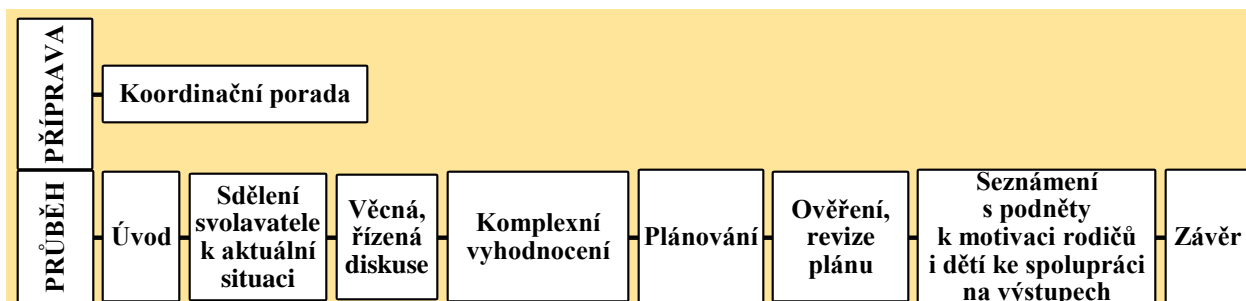 PŘÍPRAVA
Koordinační porada
PRŮBĚH
Úvod
Sdělení
svolavatele
k aktuální
situaci
Věcná,
řízená
diskuse
Komplexní
vyhodnocení
Plánování
Ověření,
revize
plánu
Seznámení
s podněty
k motivaci rodičů
i dětí ke spolupráci
na výstupech
Závěr